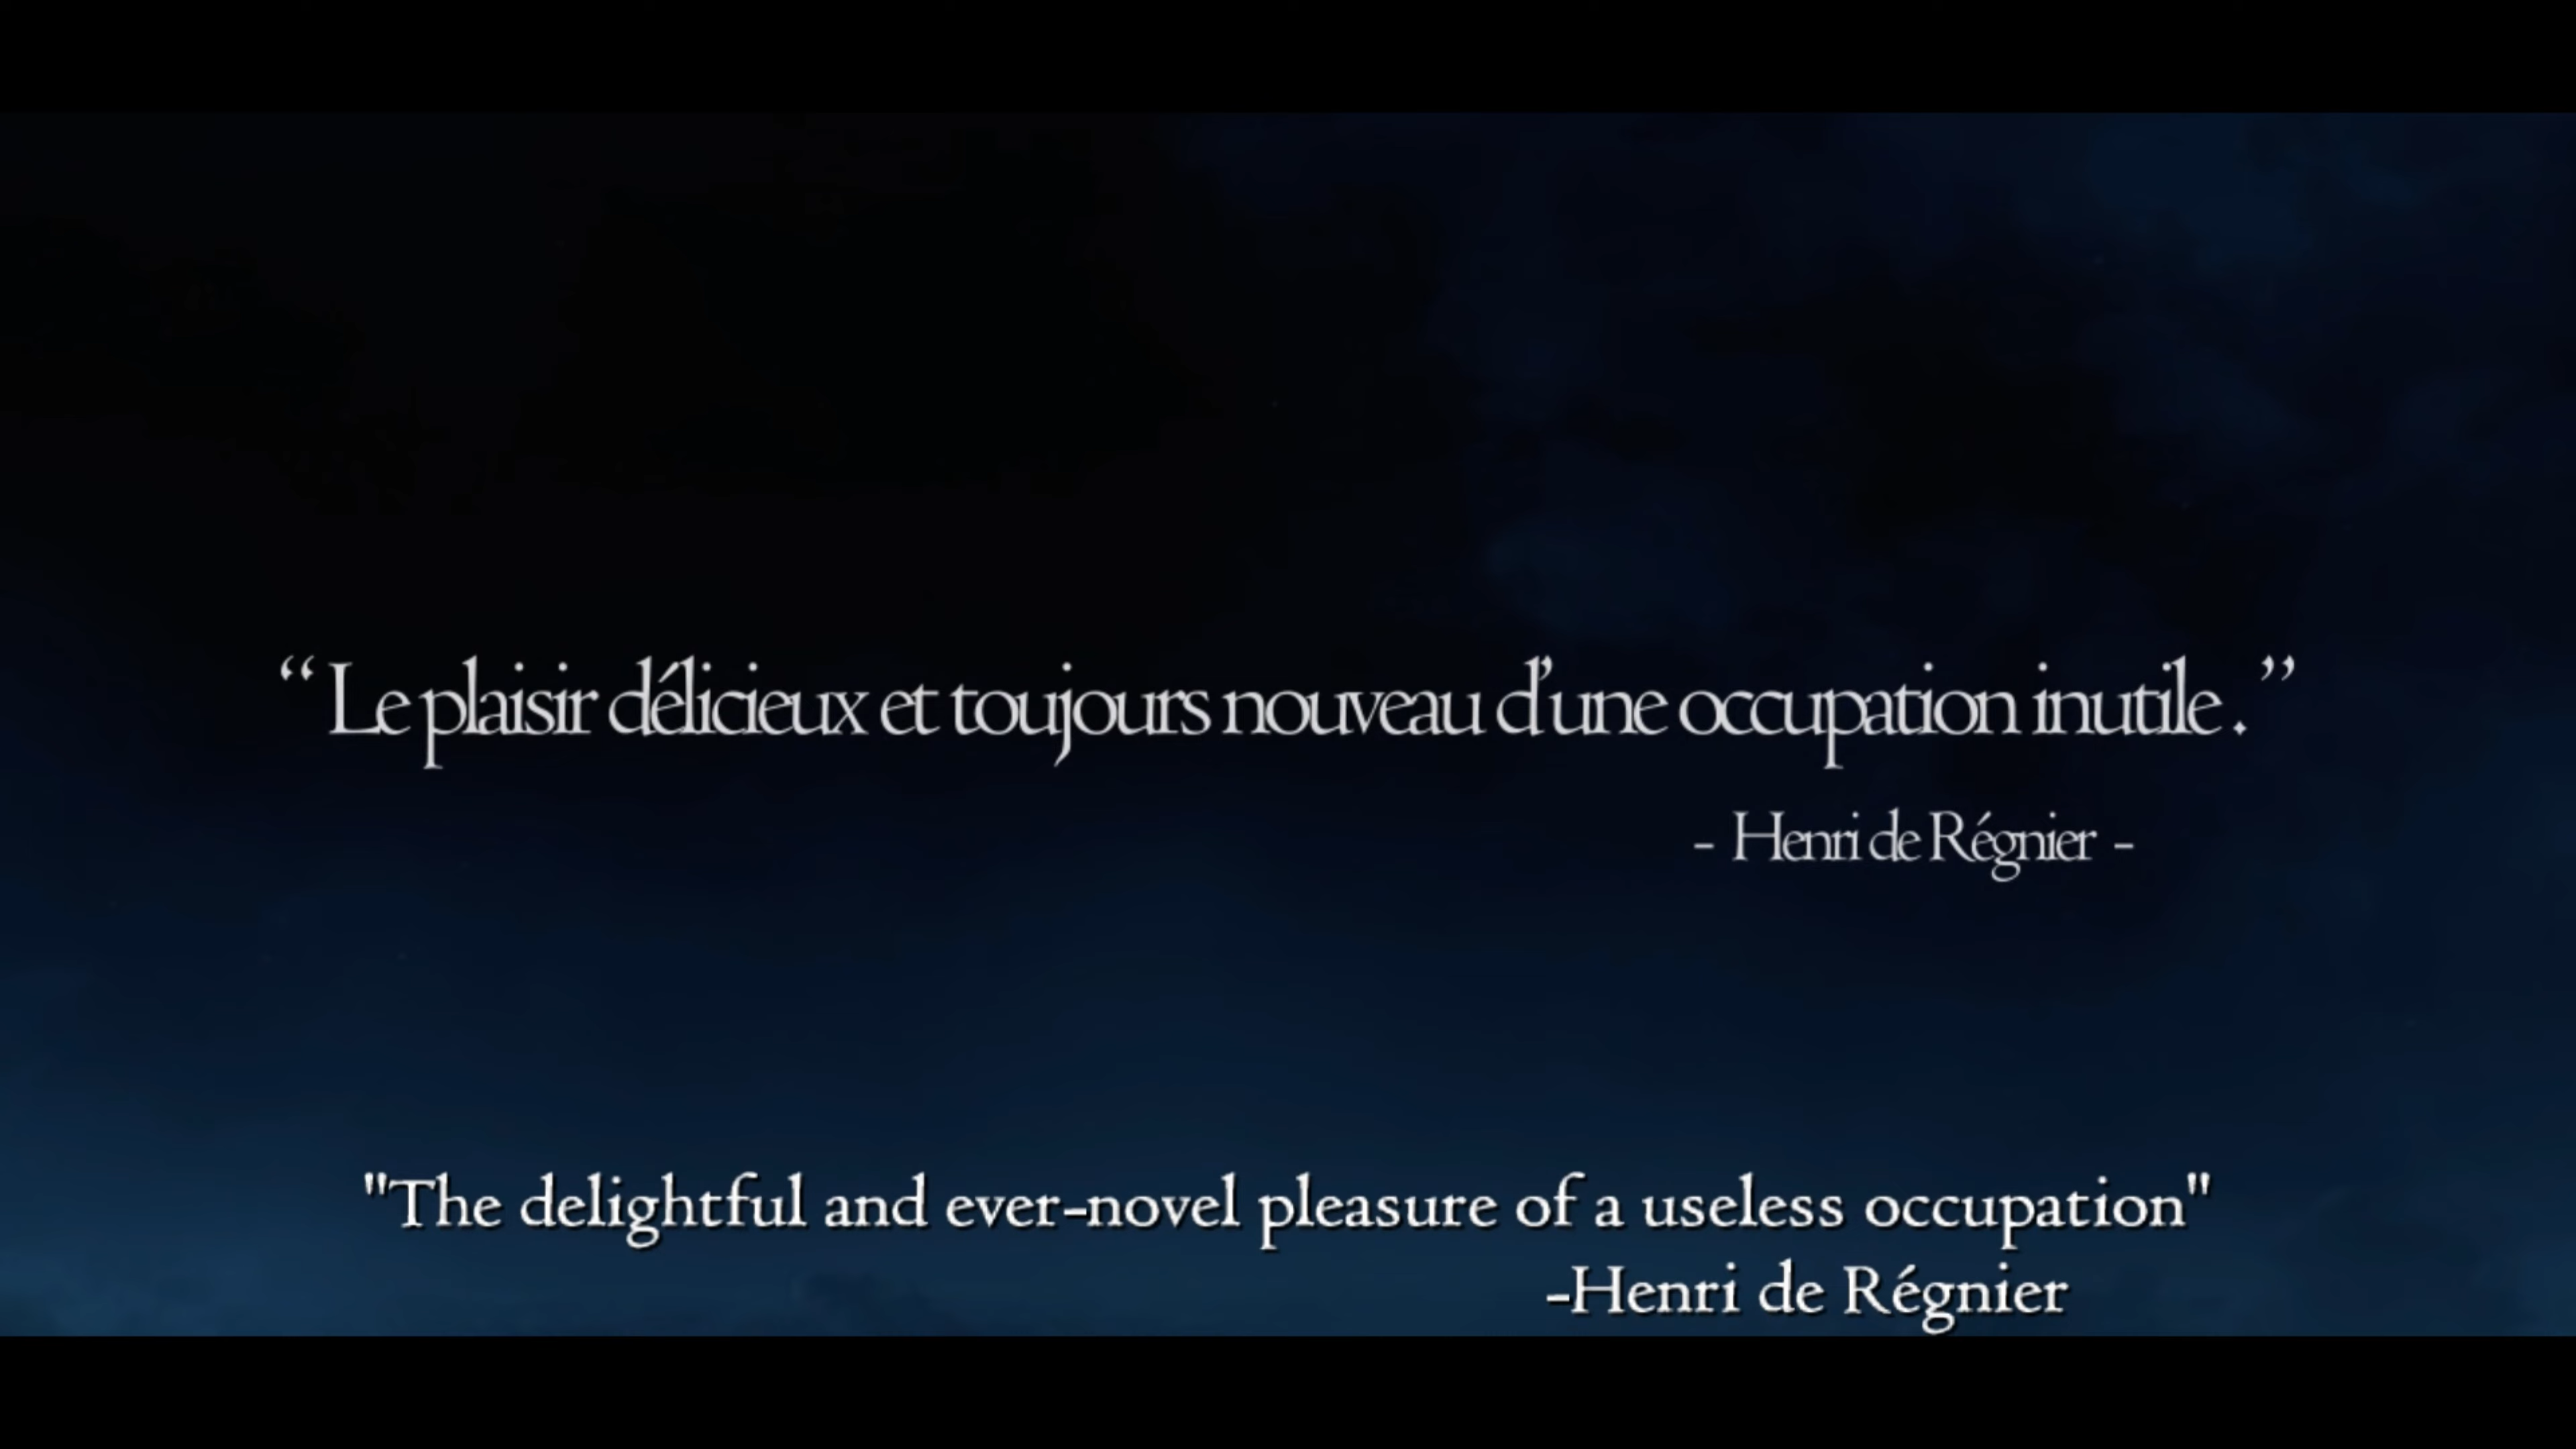 “Le plaisir délicieux et toujours nouveau d’une occupation inutile.”
- Henri de Régnier -
"The delightful and ever-novel pleasure of a useless occupation"
-Henri de Régnier